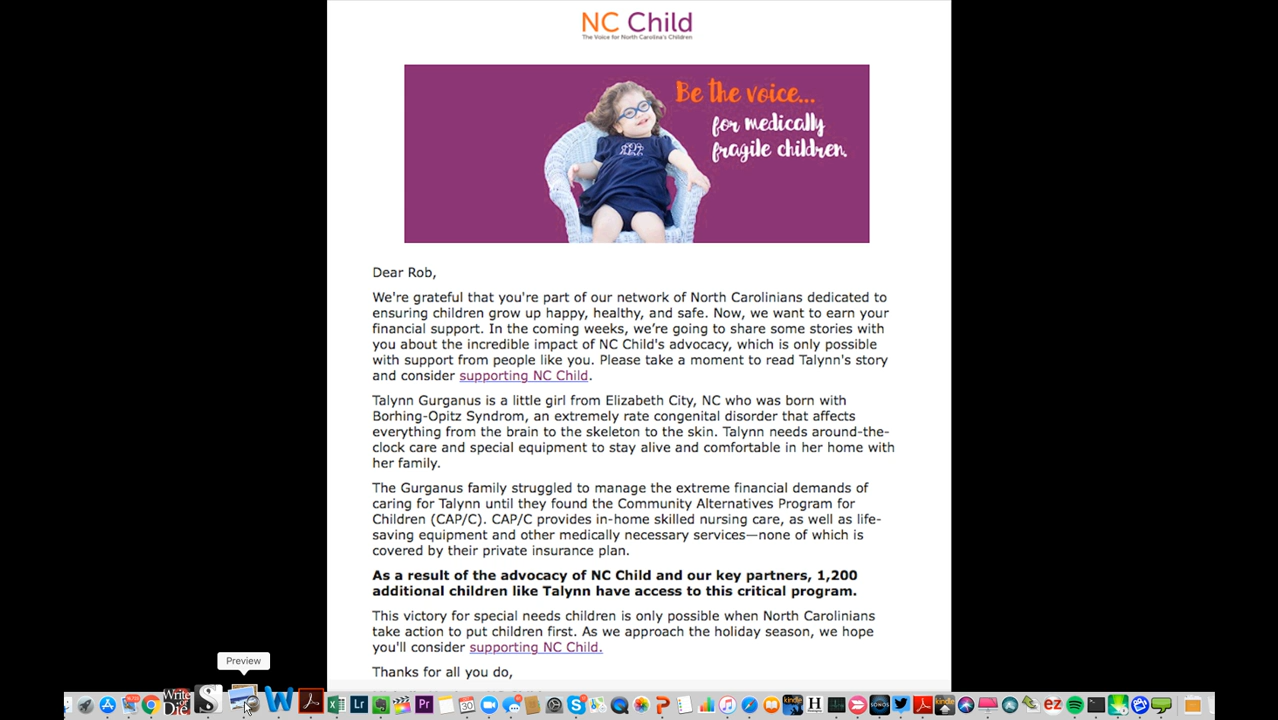 NC Child
The Voice for North Carolina's Children
Be the voice...
for medically
fragile children.
Dear Rob,
We're grateful that you're part of our network of North Carolinians dedicated to
ensuring children grow up happy, healthy, and safe. Now, we want to earn your
financial support. In the coming weeks, we're going to share some stories with
you about the incredible impact of NC Child's advocacy, which is only possible
with support from people like you. Please take a moment to read Talynn's story
and consider supporting NC Child.
Talynn Gurganus is a little girl from Elizabeth City, NC who was born with
Borhing-Opitz Syndrom, an extremely rate congenital disorder that affects
everything from the brain to the skeleton to the skin. Talynn needs around-the-
clock care and special equipment to stay alive and comfortable in her home with
her family.
The Gurganus family struggled to manage the extreme financial demands of
caring for Talynn until they found the Community Alternatives Program for
Children (CAP/C). CAP/C provides in-home skilled nursing care, as well as life-
saving equipment and other medically necessary services—none of which is
covered by their private insurance plan.
As a result of the advocacy of NC Child and our key partners, 1,200
additional children like Talynn have access to this critical program.
This victory for special needs children is only possible when North Carolinians
take action to put children first. As we approach the holiday season, we hope
you'll consider supporting NC Child.
Thanks for all you do,
Preview
Write
or Die
S
W
Lr
Pr
30
S
P
H
SONOS
ez